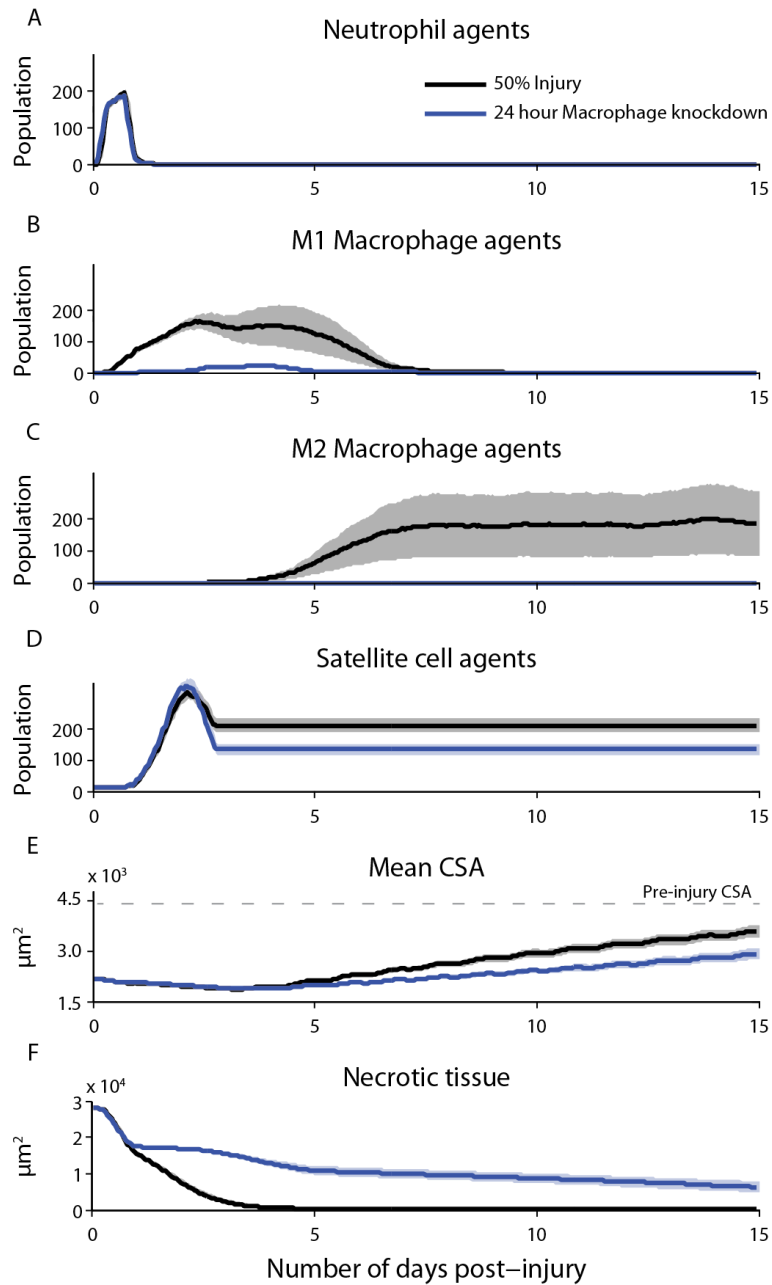 A
Neutrophil agents
Population
200
100
0
50% Injury
24 hour Macrophage knockdown
0 5 10 15
B
M1 Macrophage agents
Population
200
100
0
0 5 10 15
C
M2 Macrophage agents
Population
200
100
0
0 5 10 15
D
Satellite cell agents
Population
200
100
0
0 5 10 15
E
Mean CSA
x 10³
Pre-injury CSA
µm²
4.5
3.0
1.5
0 5 10 15
F
Necrotic tissue
x 10⁴
µm²
3
2
1
0
0 5 10 15
Number of days post–injury